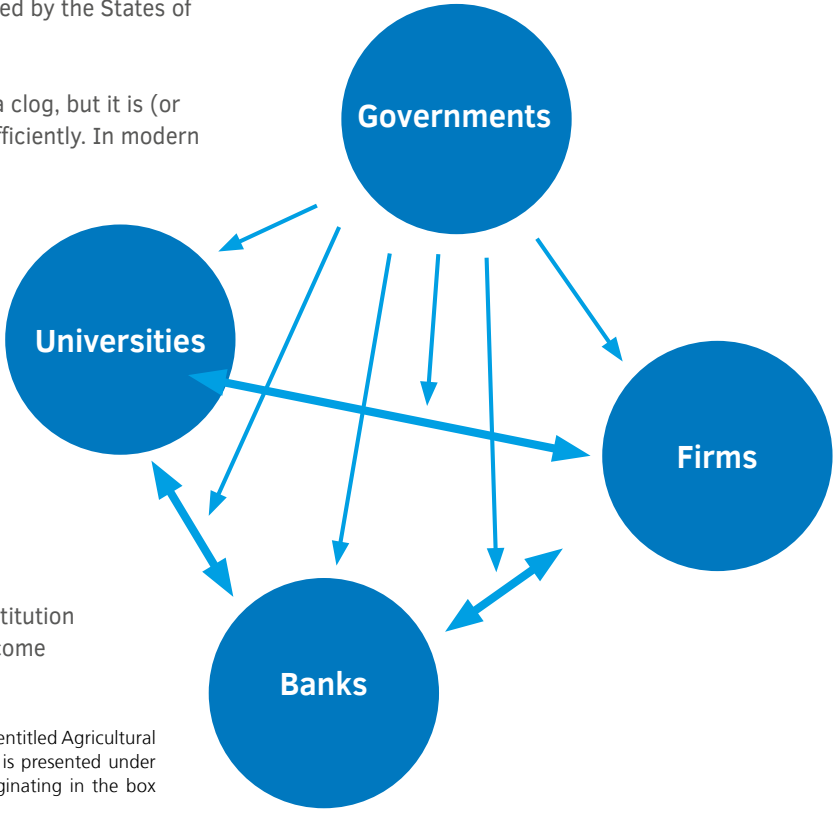 ed by the States of
a clog, but it is (or
fficiently. In modern
Governments
Universities
Firms
Banks
titution
come
entitled Agricultural
is presented under
ginating in the box